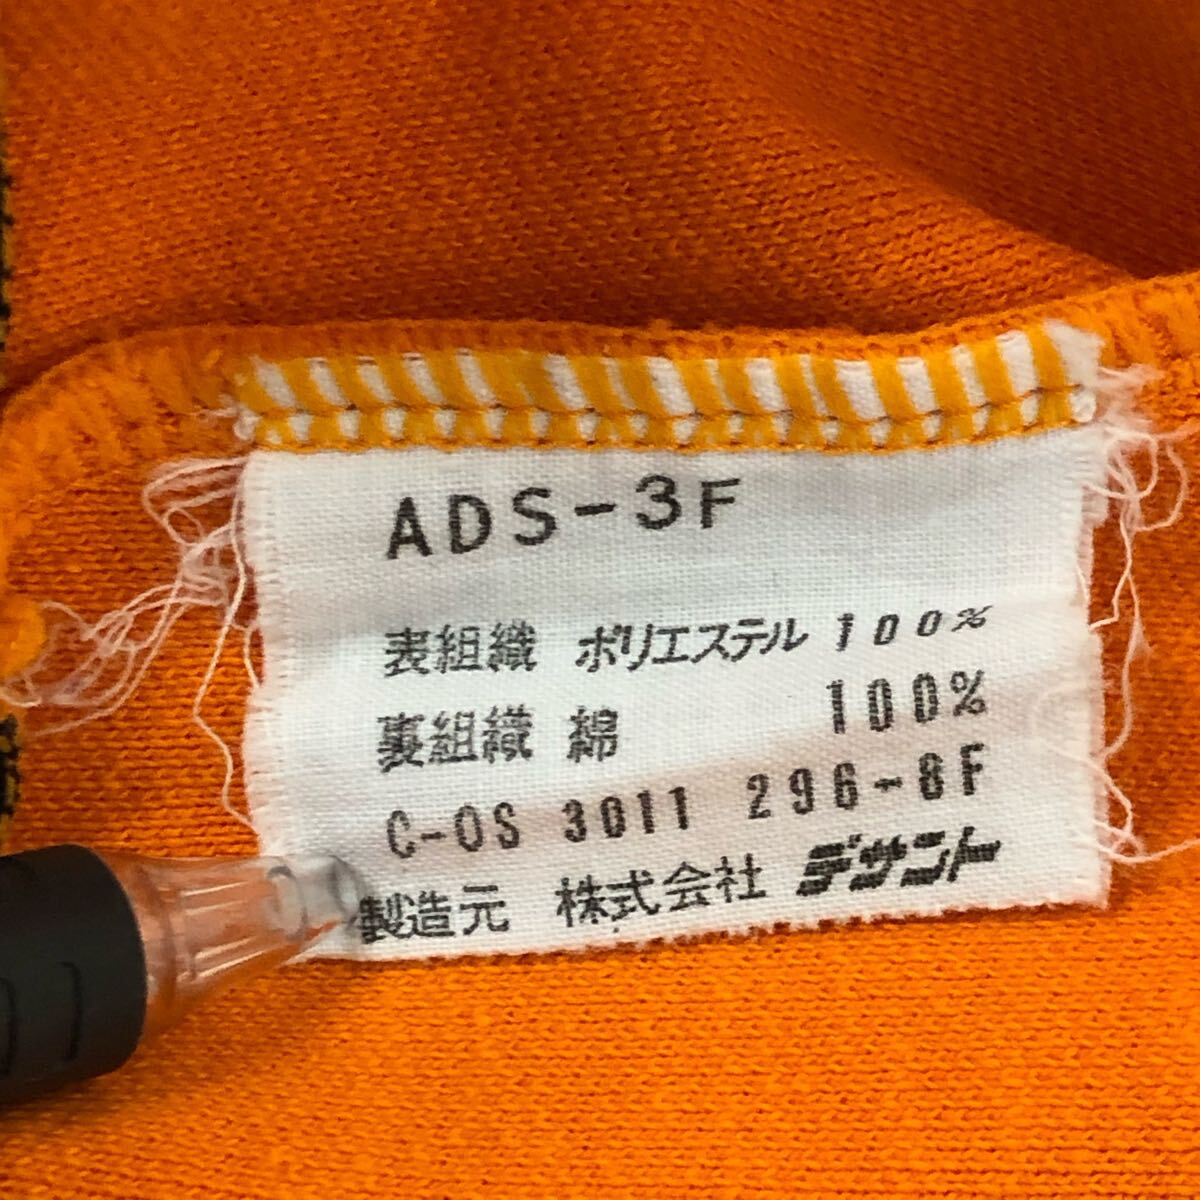 ADS-3F
表組織 ポリエステル 100%
裏組織 綿 100%
C-OS 3011 296-8F
製造元 株式会社 デサント